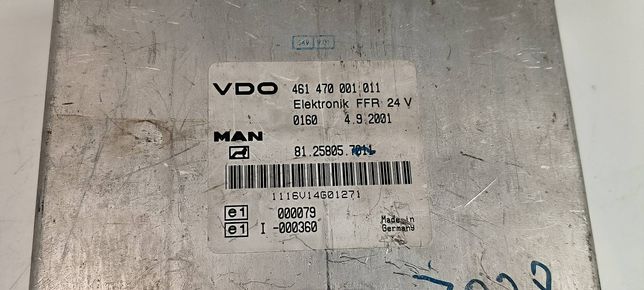 VDO 461 470 001 011
Elektronik FFR 24 V
0160 4.9.2001
MAN
81.25805.7011
1116V14G01271
e1 000079
e1 I -000360
Made in
Germany